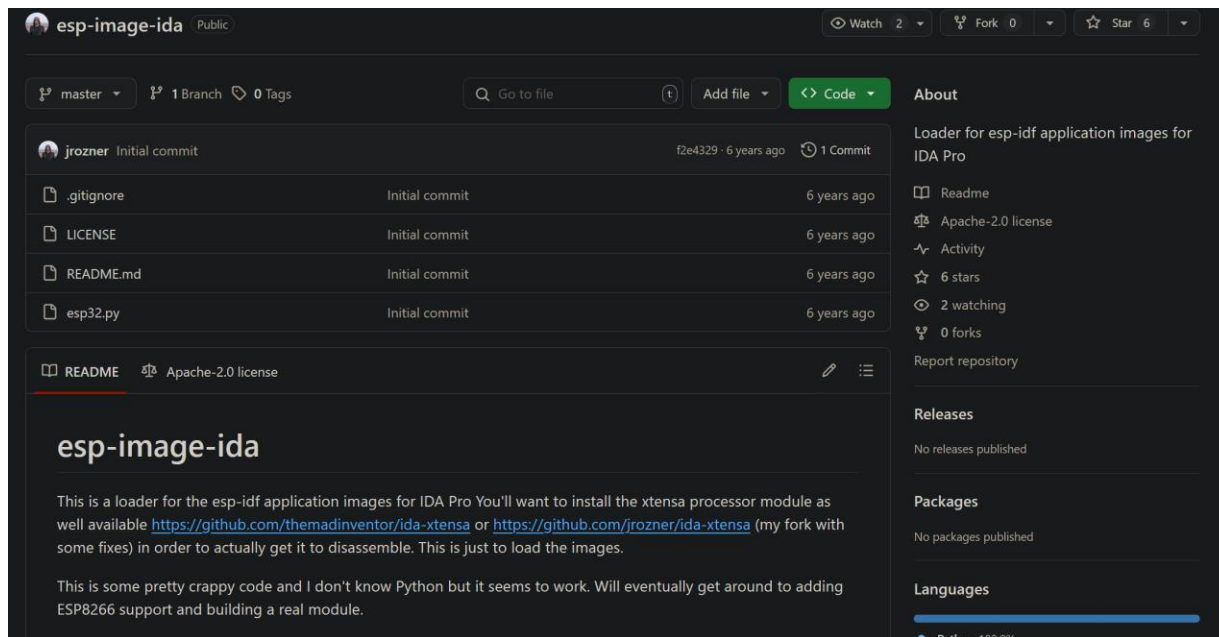 esp-image-ida Public
Watch 2
Fork 0
Star 6
master
1 Branch
0 Tags
Go to file
t
Add file
Code
jrozner Initial commit
f2e4329 · 6 years ago
1 Commit
.gitignore Initial commit 6 years ago
LICENSE Initial commit 6 years ago
README.md Initial commit 6 years ago
esp32.py Initial commit 6 years ago
README
Apache-2.0 license
esp-image-ida
This is a loader for the esp-idf application images for IDA Pro You'll want to install the xtensa processor module as
well available https://github.com/themadinventor/ida-xtensa or https://github.com/jrozner/ida-xtensa (my fork with
some fixes) in order to actually get it to disassemble. This is just to load the images.
This is some pretty crappy code and I don't know Python but it seems to work. Will eventually get around to adding
ESP8266 support and building a real module.
About
Loader for esp-idf application images for
IDA Pro
Readme
Apache-2.0 license
Activity
6 stars
2 watching
0 forks
Report repository
Releases
No releases published
Packages
No packages published
Languages